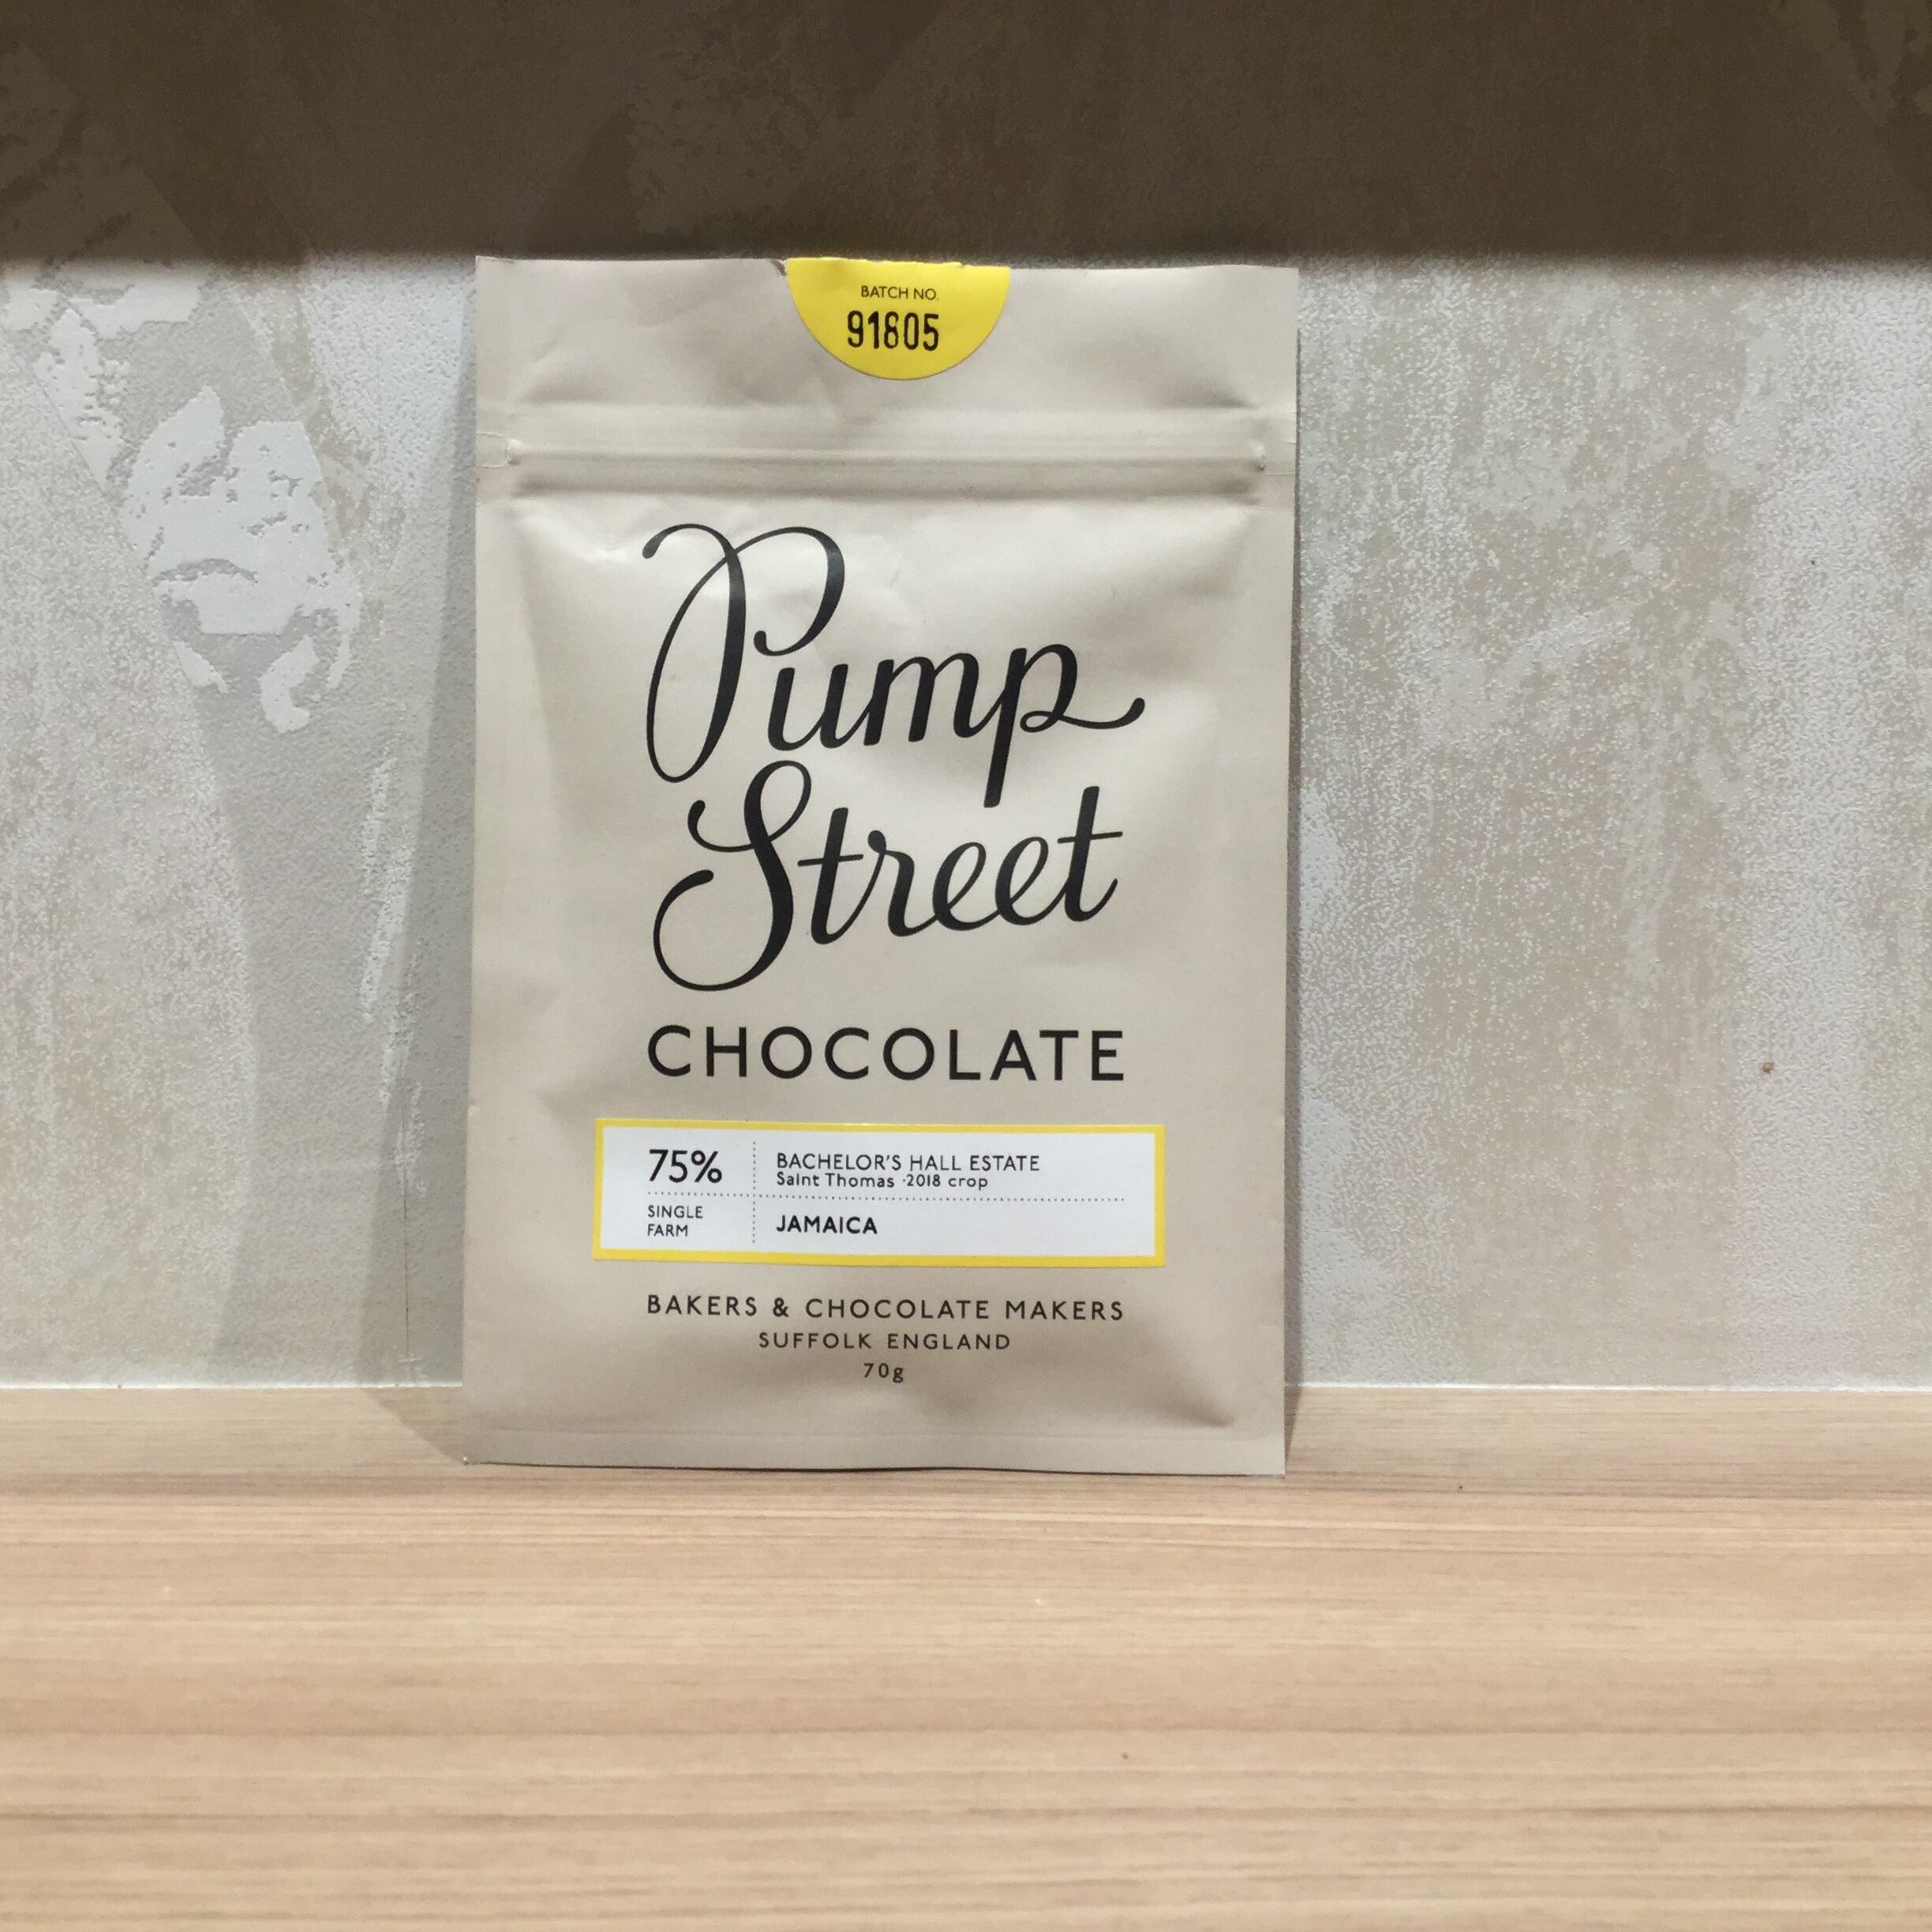 BATCH NO.
91805
Pump
Street
CHOCOLATE
75%
BACHELOR'S HALL ESTATE
Saint Thomas ·2018 crop
SINGLE
FARM
JAMAICA
BAKERS & CHOCOLATE MAKERS
SUFFOLK ENGLAND
70g